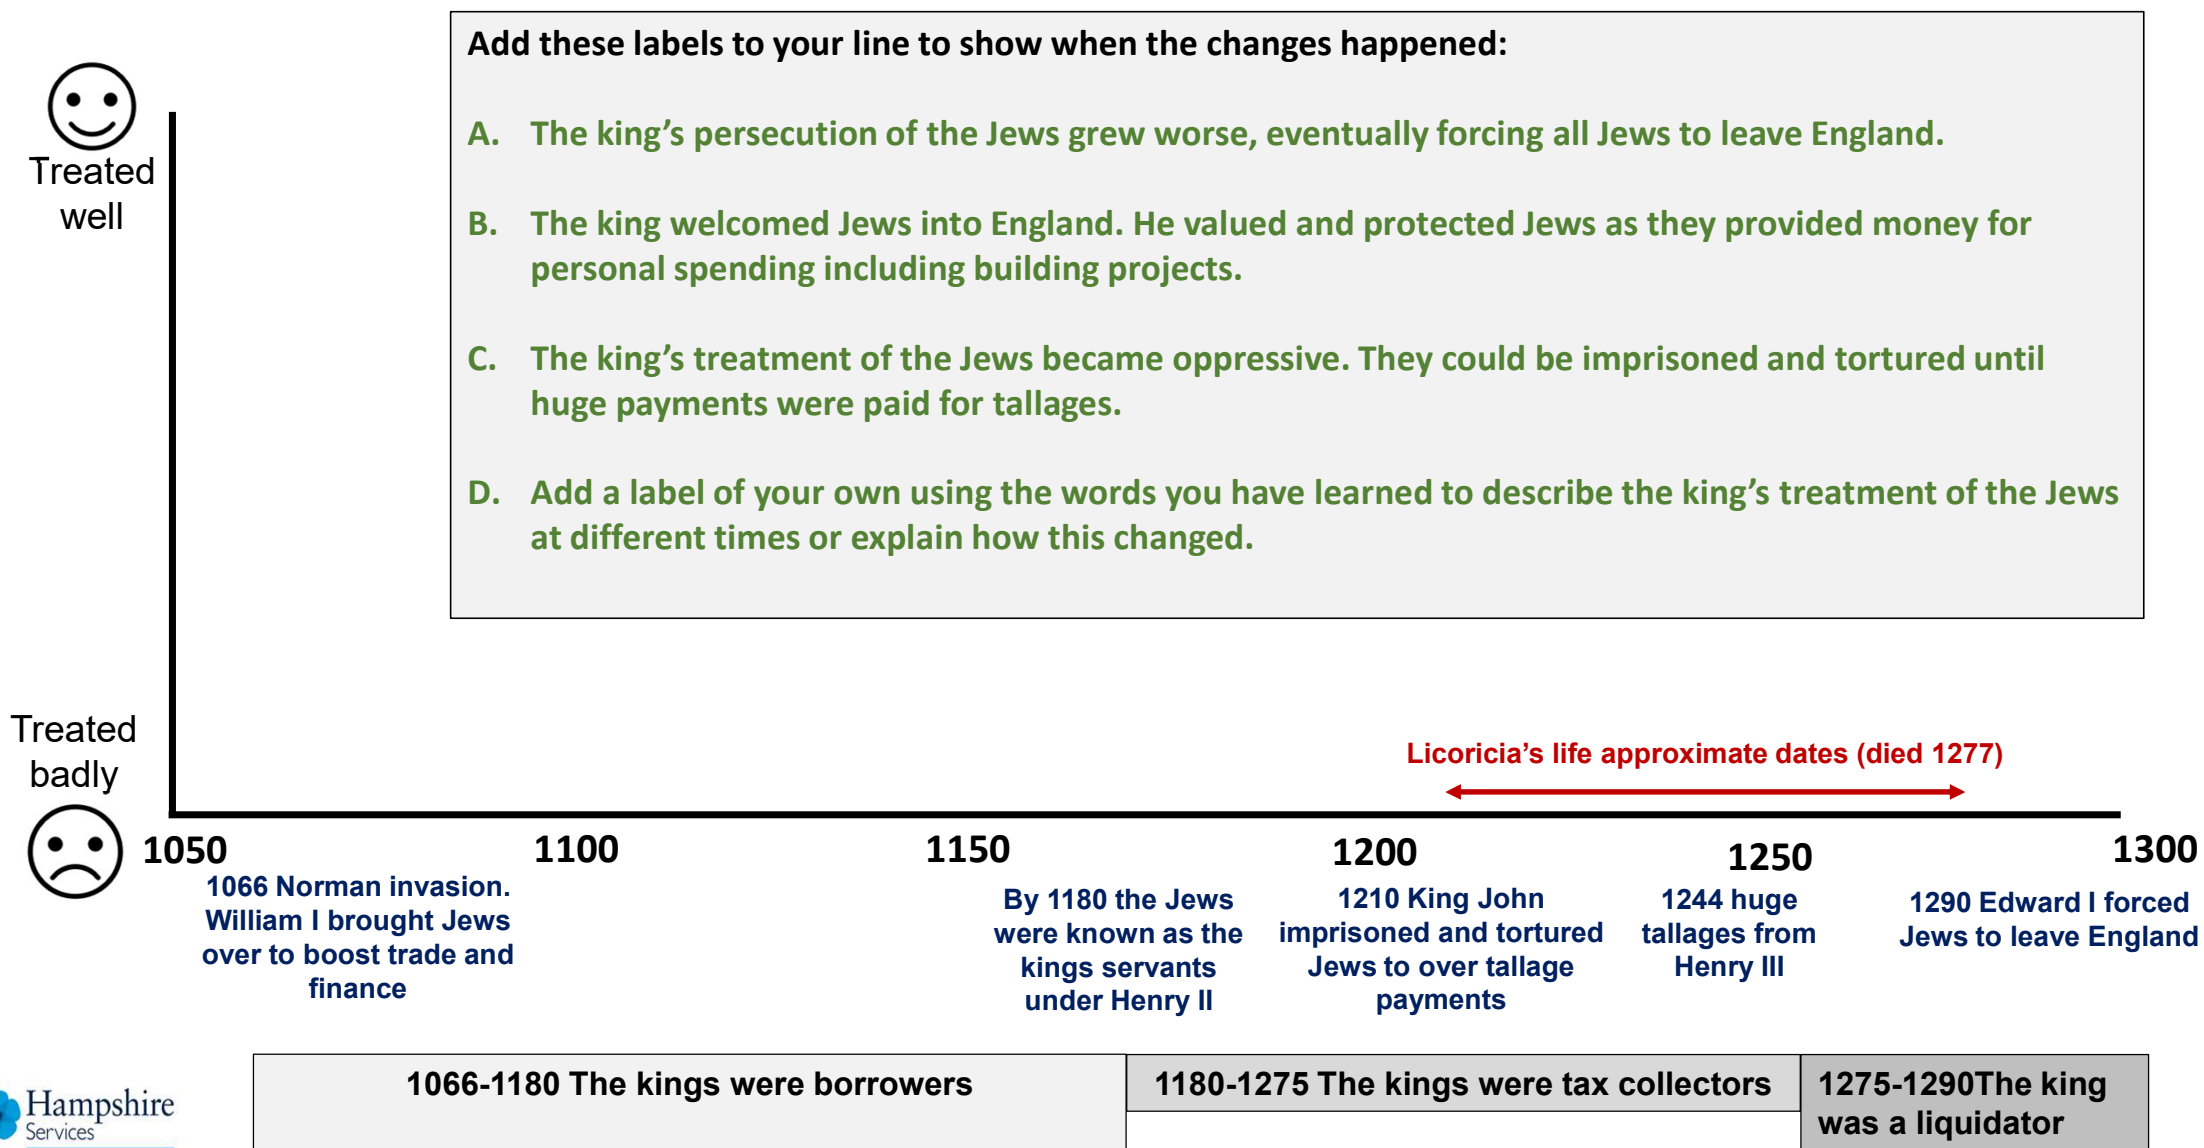 Add these labels to your line to show when the changes happened:
A. The king’s persecution of the Jews grew worse, eventually forcing all Jews to leave England.
B. The king welcomed Jews into England. He valued and protected Jews as they provided money for
personal spending including building projects.
C. The king’s treatment of the Jews became oppressive. They could be imprisoned and tortured until
huge payments were paid for tallages.
D. Add a label of your own using the words you have learned to describe the king’s treatment of the Jews
at different times or explain how this changed.
Treated
well
Treated
badly
Licoricia’s life approximate dates (died 1277)
1050
1100
1150
1200
1250
1300
1066 Norman invasion.
William I brought Jews
over to boost trade and
finance
By 1180 the Jews
were known as the
kings servants
under Henry II
1210 King John
imprisoned and tortured
Jews to over tallage
payments
1244 huge
tallages from
Henry III
1290 Edward I forced
Jews to leave England
1066-1180 The kings were borrowers
1180-1275 The kings were tax collectors
1275-1290The king
was a liquidator
Hampshire
Services